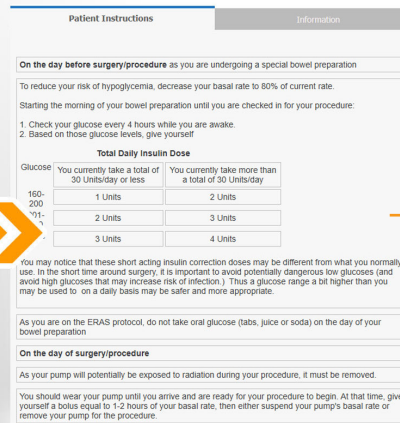 Patient Instructions
Information
On the day before surgery/procedure as you are undergoing a special bowel preparation
To reduce your risk of hypoglycemia, decrease your basal rate to 80% of current rate.
Starting the morning of your bowel preparation until you are checked in for your procedure:
1. Check your glucose every 4 hours while you are awake.
2. Based on those glucose levels, give yourself
Total Daily Insulin Dose
Glucose
You currently take a total of
30 Units/day or less
You currently take more than
a total of 30 Units/day
160-
200
1 Units
2 Units
2 Units
3 Units
3 Units
4 Units
You may notice that these short acting insulin correction doses may be different from what you normally
use. In the short time around surgery, it is important to avoid potentially dangerous low glucoses (and
avoid high glucoses that may increase risk of infection.) Thus a glucose range a bit higher than you
may be used to on a daily basis may be safer and more appropriate.
As you are on the ERAS protocol, do not take oral glucose (tabs, juice or soda) on the day of your
bowel preparation
On the day of surgery/procedure
As your pump will potentially be exposed to radiation during your procedure, it must be removed.
You should wear your pump until you arrive and are ready for your procedure to begin. At that time, give
yourself a bolus equal to 1-2 hours of your basal rate, then either suspend your pump's basal rate or
remove your pump for the procedure.